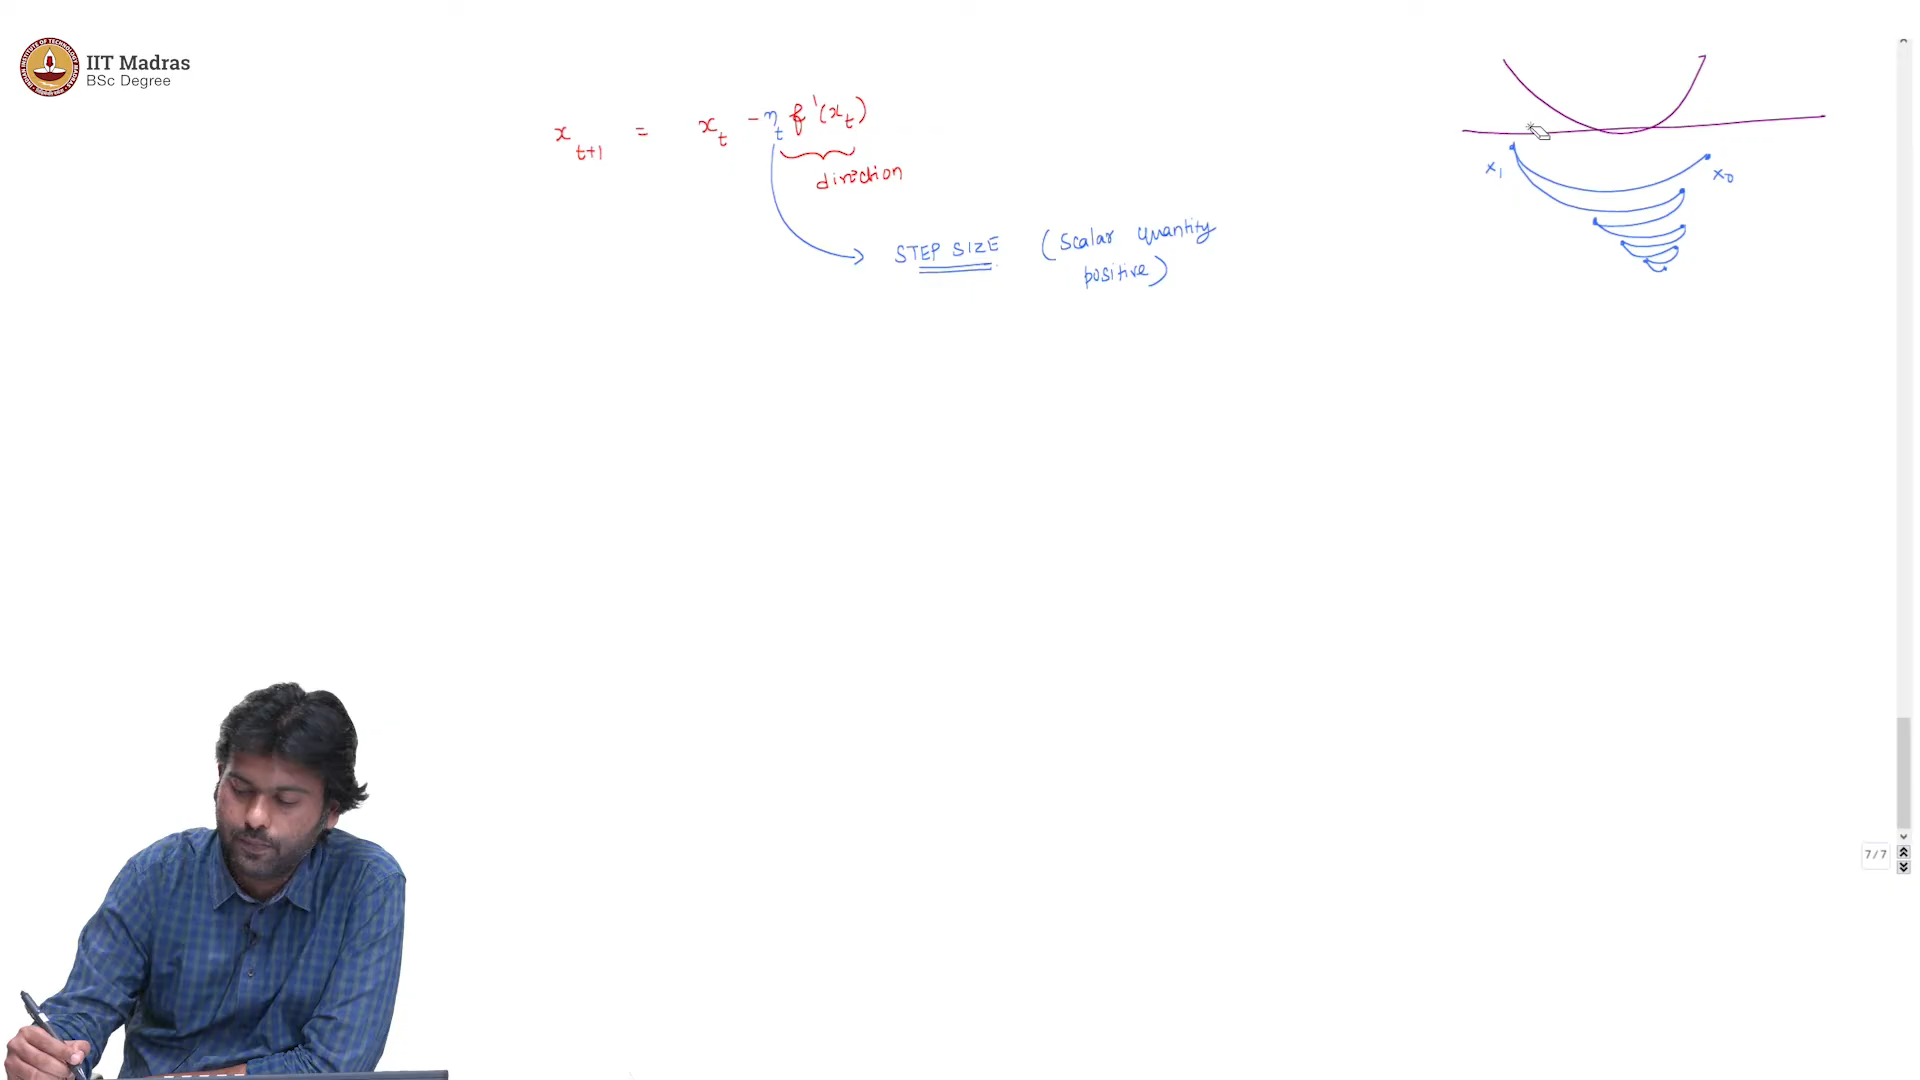 IIT Madras
BSc Degree
x_{t+1} = x_t - η_t f'(x_t)
direction
STEP SIZE (Scalar quantity
positive)
x_1 x_0
7/7